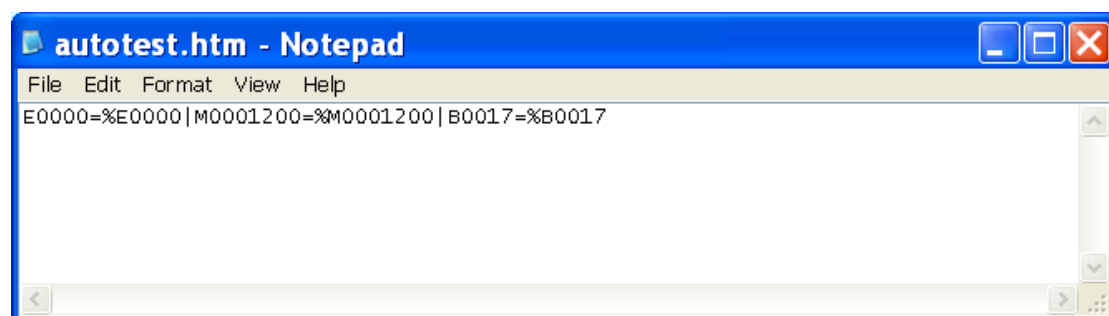 autotest.htm - Notepad
File Edit Format View Help
E0000=%E0000|M0001200=%M0001200|B0017=%B0017